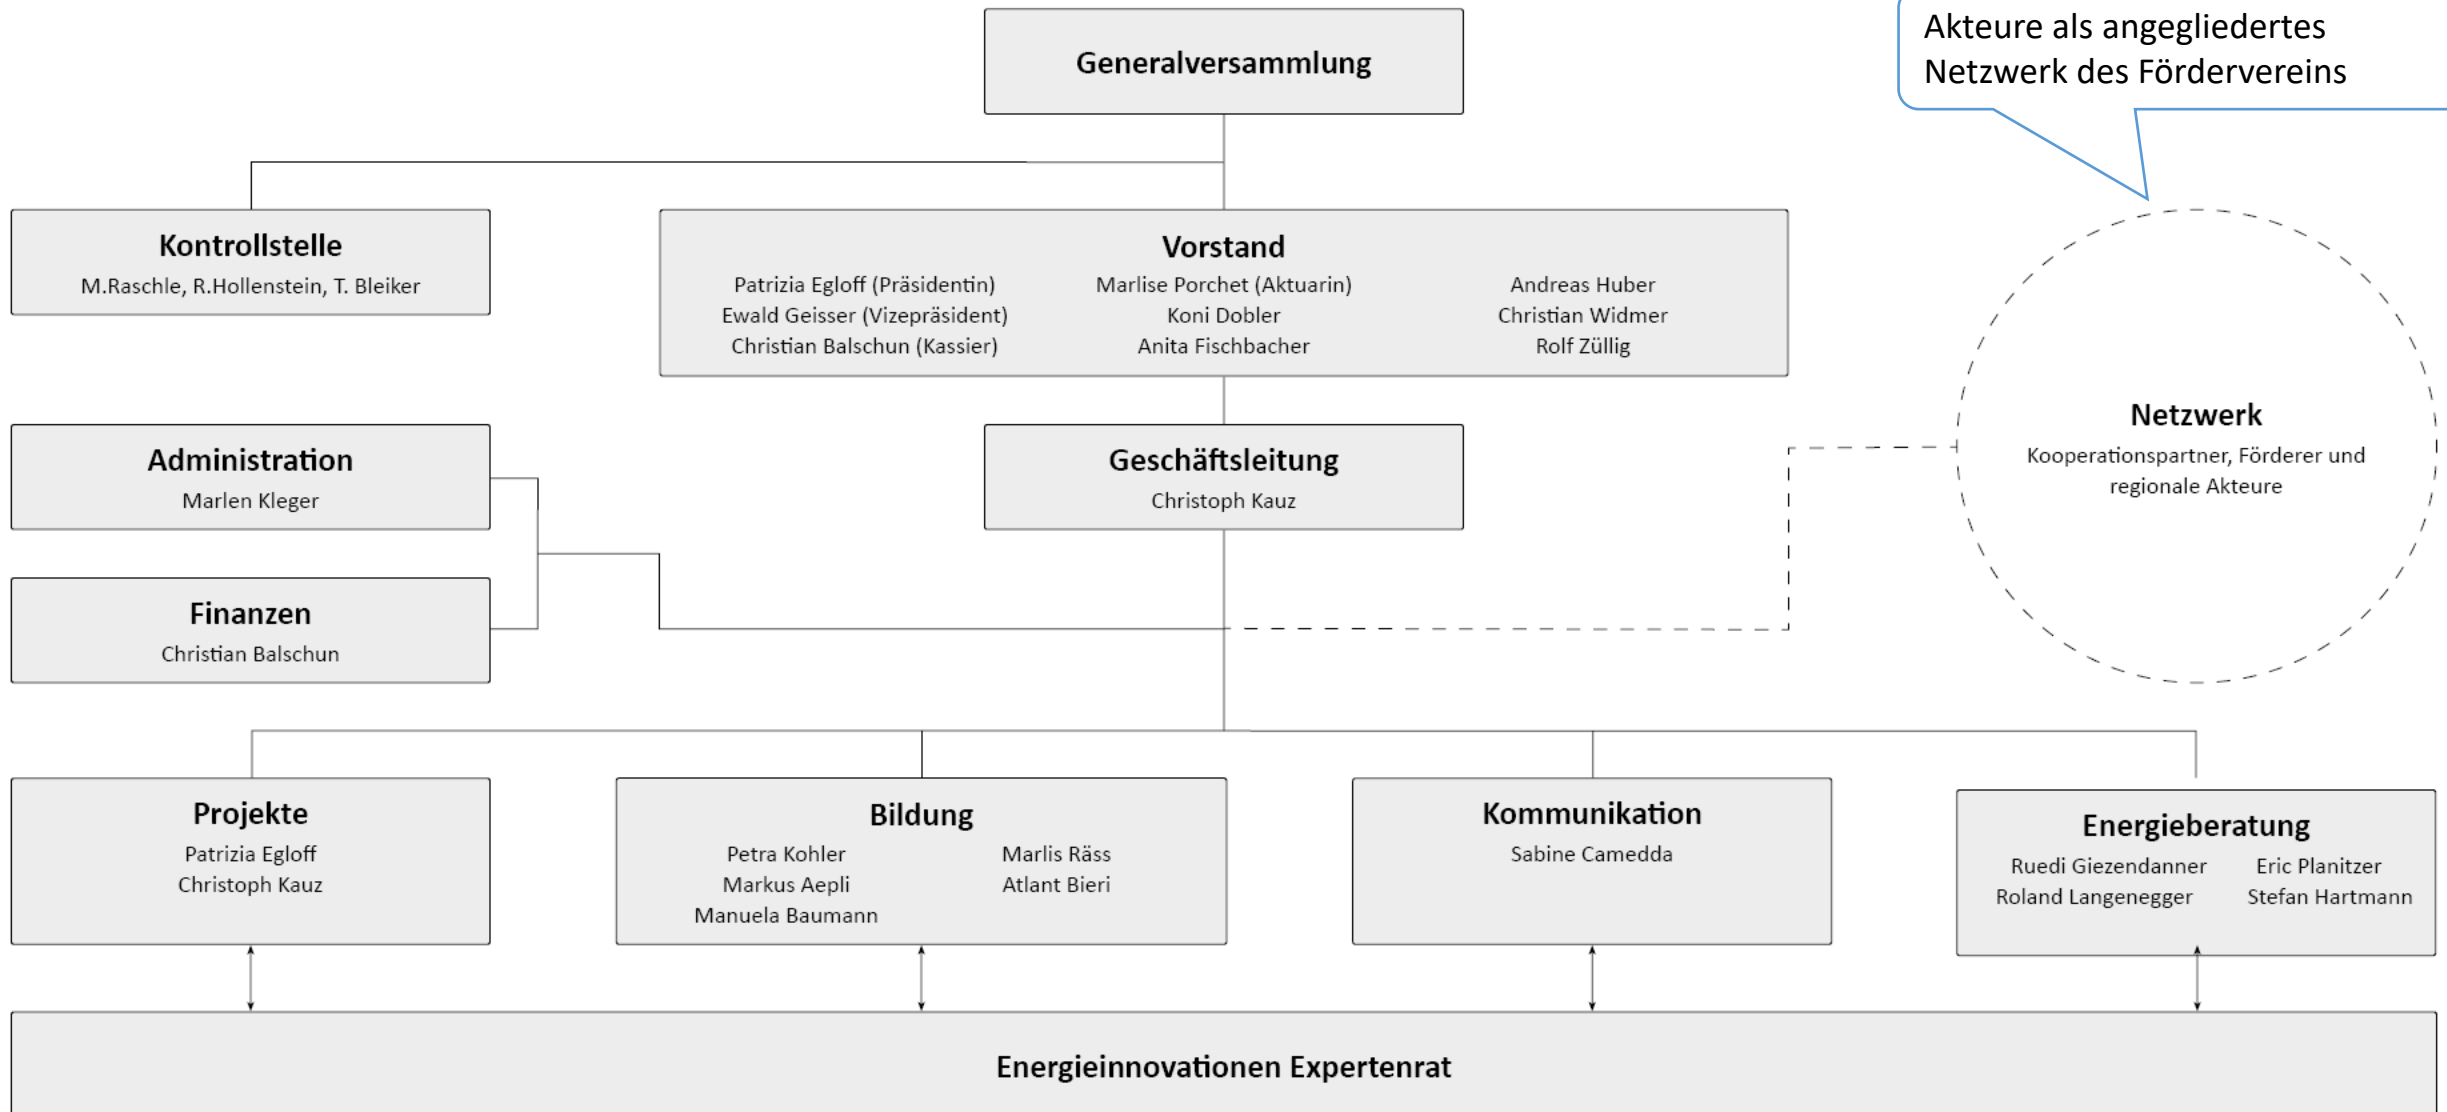 Akteure als angegliedertes
Netzwerk des Fördervereins
Generalversammlung
Kontrollstelle
M.Raschle, R.Hollenstein, T. Bleiker
Vorstand
Patrizia Egloff (Präsidentin)
Ewald Geisser (Vizepräsident)
Christian Balschun (Kassier)
Marlise Porchet (Aktuarin)
Koni Dobler
Anita Fischbacher
Andreas Huber
Christian Widmer
Rolf Züllig
Administration
Marlen Kleger
Geschäftsleitung
Christoph Kauz
Netzwerk
Kooperationspartner, Förderer und
regionale Akteure
Finanzen
Christian Balschun
Projekte
Patrizia Egloff
Christoph Kauz
Bildung
Petra Kohler
Markus Aepli
Manuela Baumann
Marlis Räss
Atlant Bieri
Kommunikation
Sabine Camedda
Energieberatung
Ruedi Giezendanner
Roland Langenegger
Eric Planitzer
Stefan Hartmann
Energieinnovationen Expertenrat